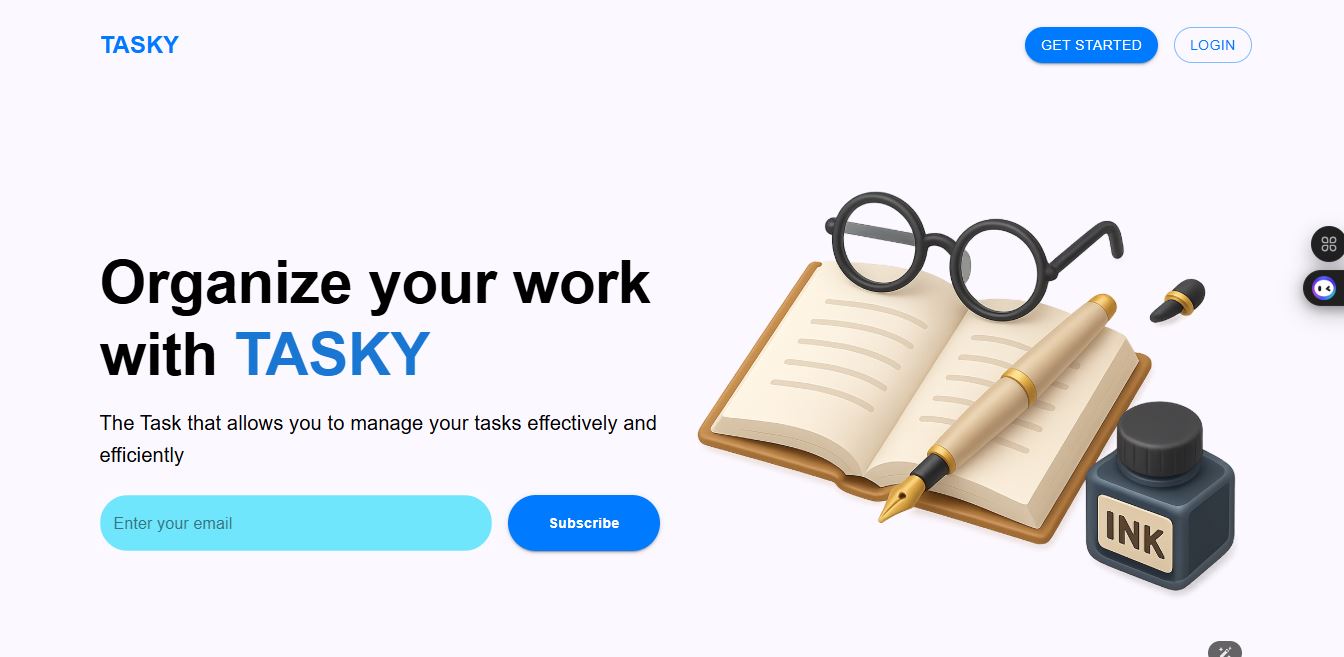 TASKY
GET STARTED
LOGIN
Organize your work
with TASKY
The Task that allows you to manage your tasks effectively and
efficiently
Enter your email
Subscribe
INK